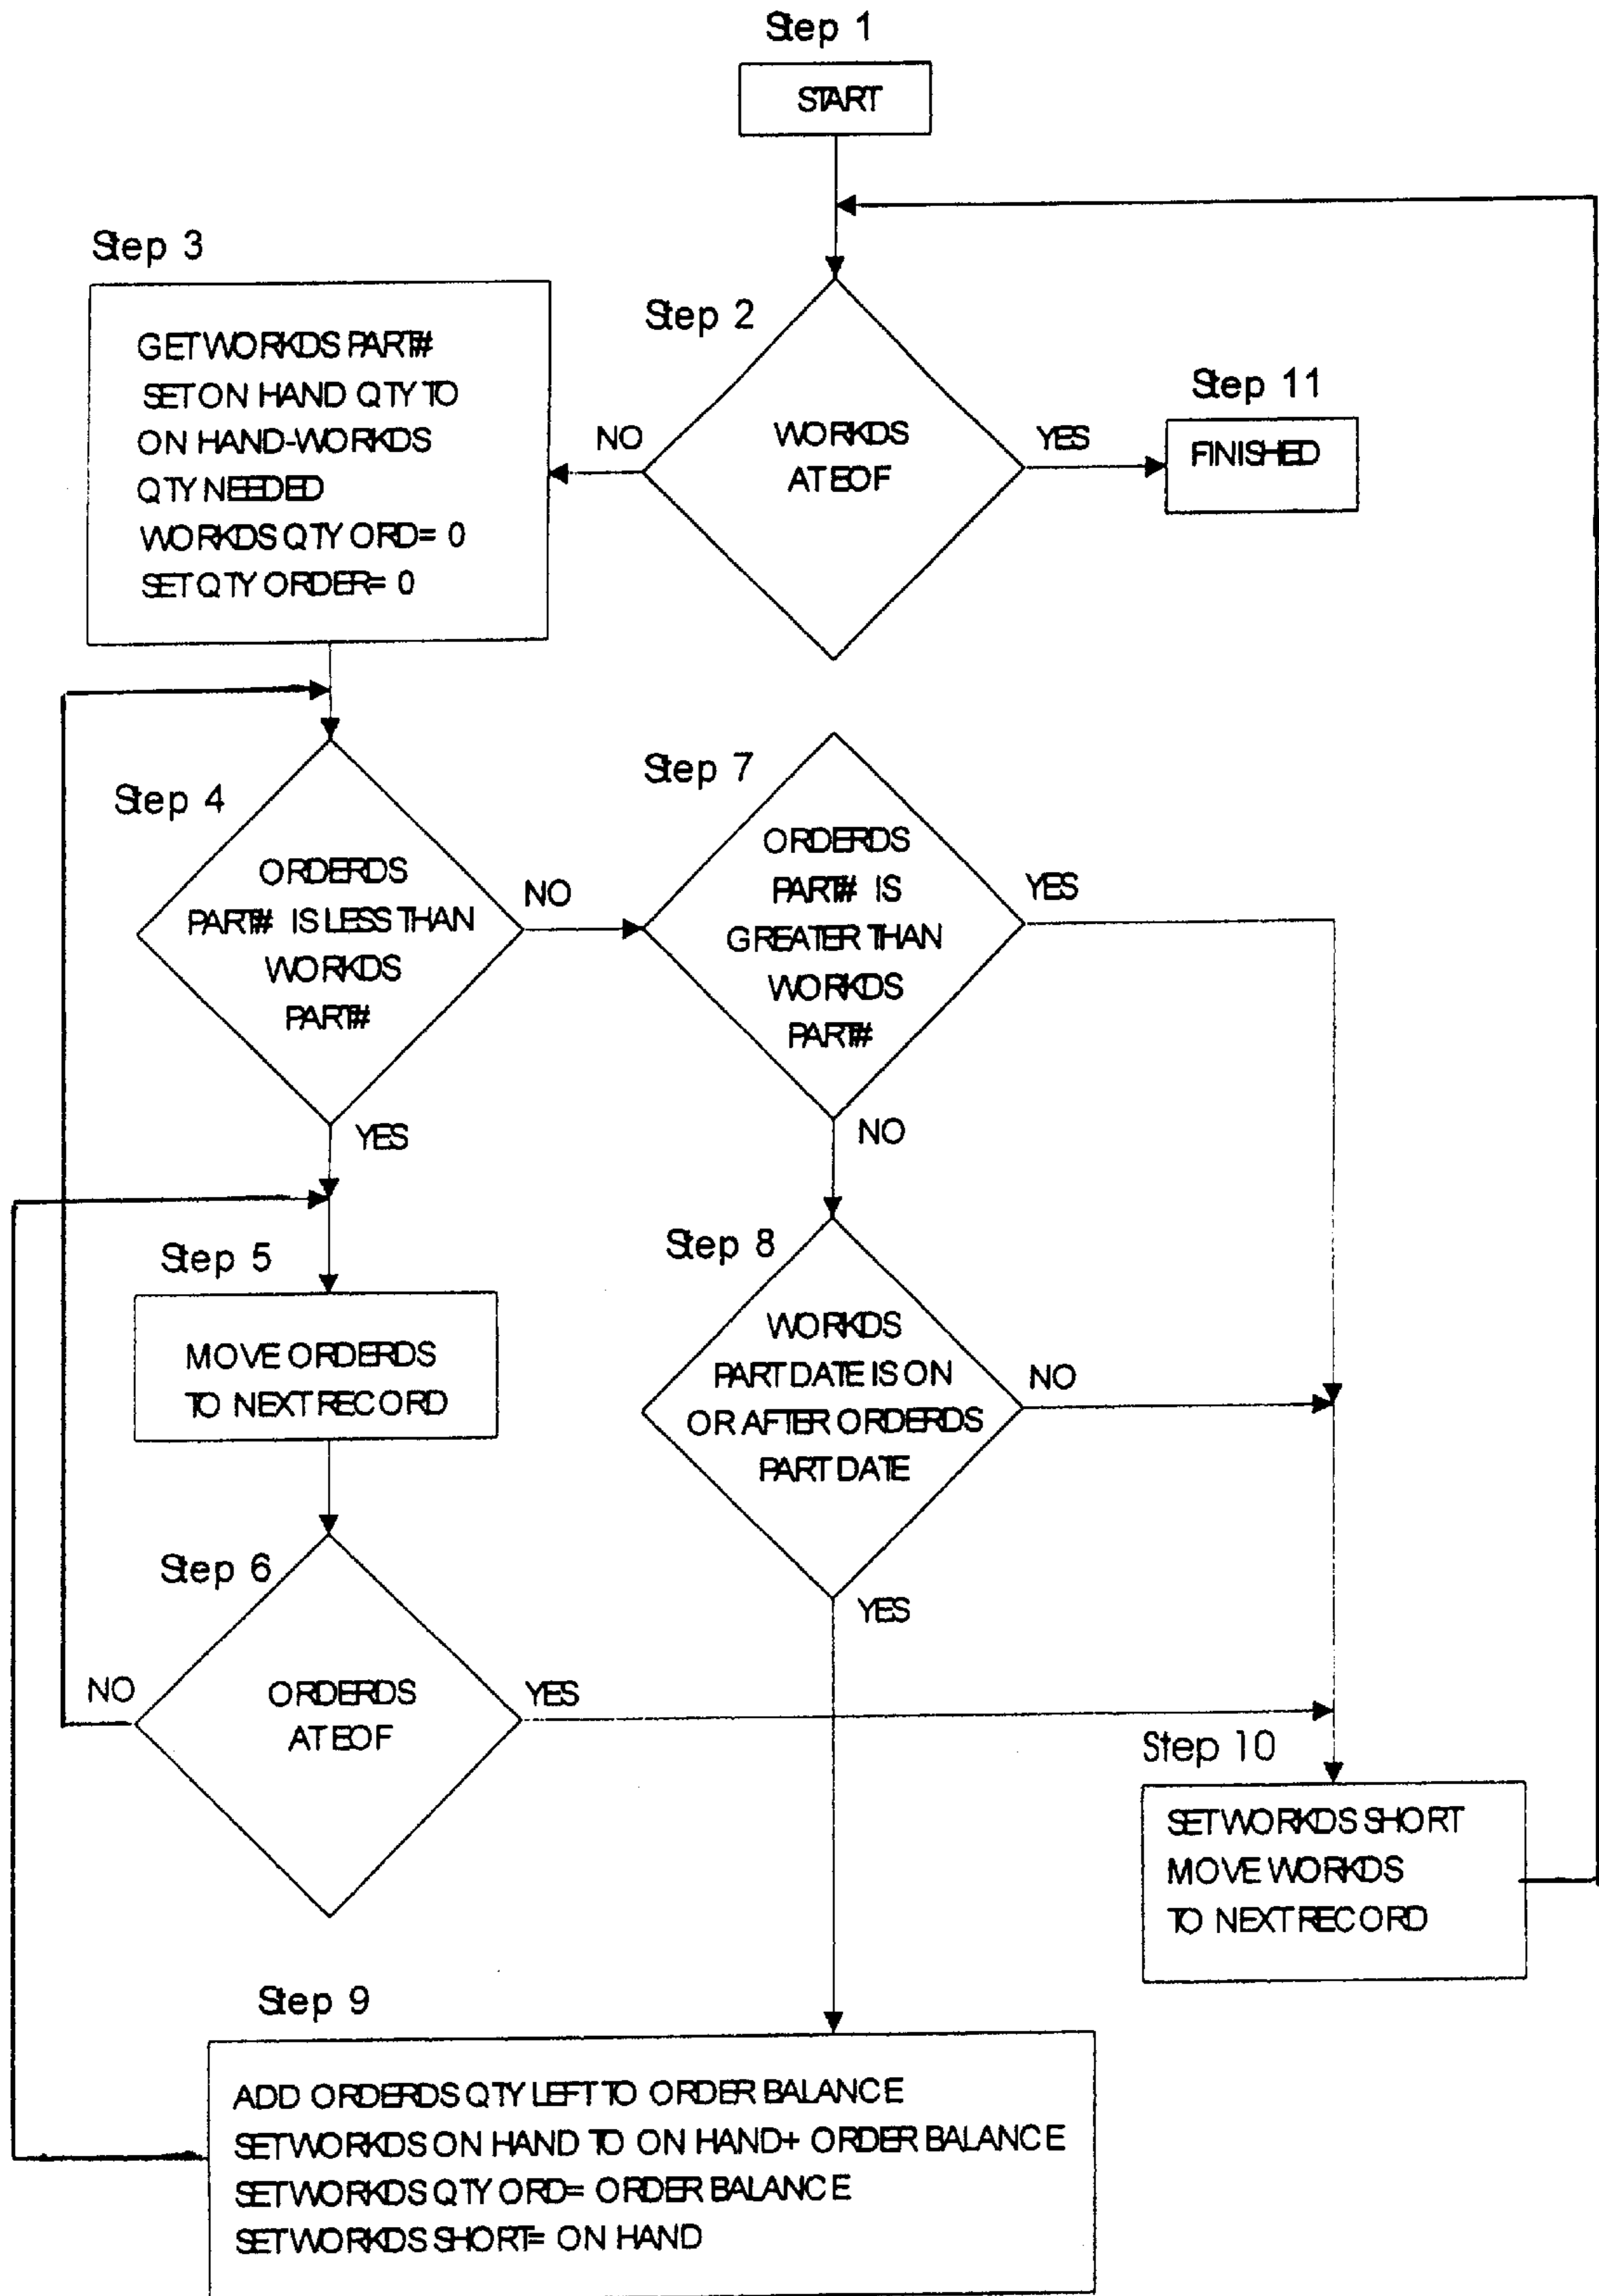 Step 1
START
Step 3
GET WORKDS PART#
SET ON HAND QTY TO
ON HAND-WORKDS
QTY NEEDED
WORKDS QTY ORD= 0
SET QTY ORDER= 0
Step 2
WORKDS
AT EOF
NO
YES
Step 11
FINISHED
Step 4
ORDERDS
PART# IS LESS THAN
WORKDS
PART#
NO
YES
Step 7
ORDERDS
PART# IS
GREATER THAN
WORKDS
PART#
YES
NO
Step 5
MOVE ORDERDS
TO NEXT RECORD
Step 8
WORKDS
PART DATE IS ON
OR AFTER ORDERDS
PART DATE
NO
YES
Step 6
ORDERDS
AT EOF
NO
YES
Step 10
SET WORKDS SHORT
MOVE WORKDS
TO NEXT RECORD
Step 9
ADD ORDERDS QTY LEFT TO ORDER BALANCE
SET WORKDS ON HAND TO ON HAND+ ORDER BALANCE
SET WORKDS QTY ORD= ORDER BALANCE
SET WORKDS SHORT= ON HAND